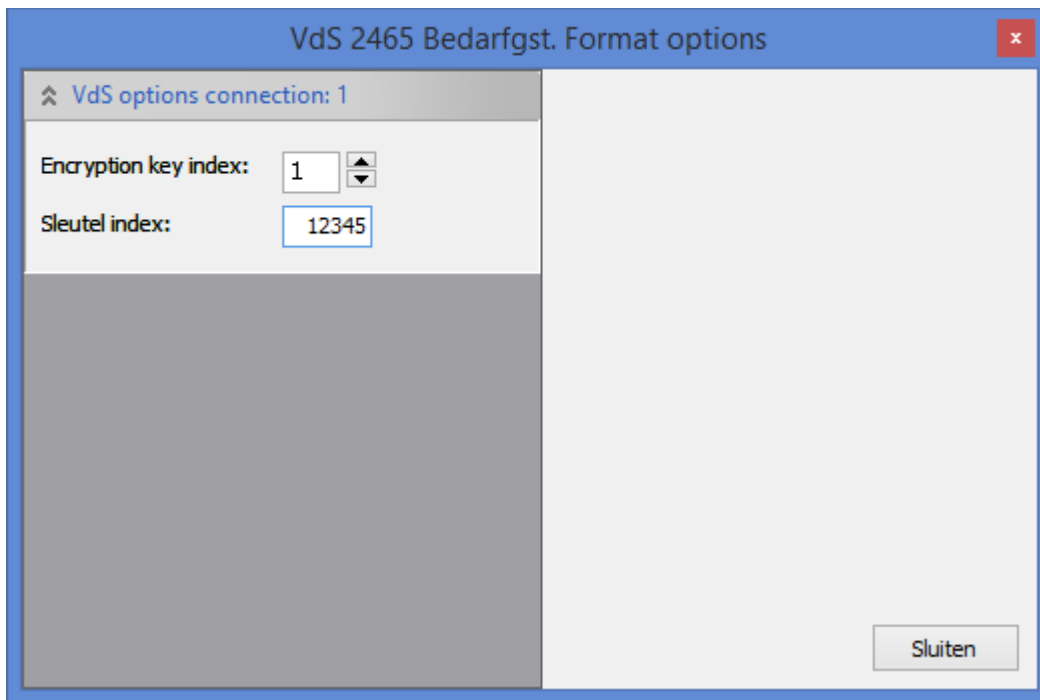 VdS 2465 Bedarfgst. Format options
x
VdS options connection: 1
Encryption key index: 1
Sleutel index: 12345
Sluiten